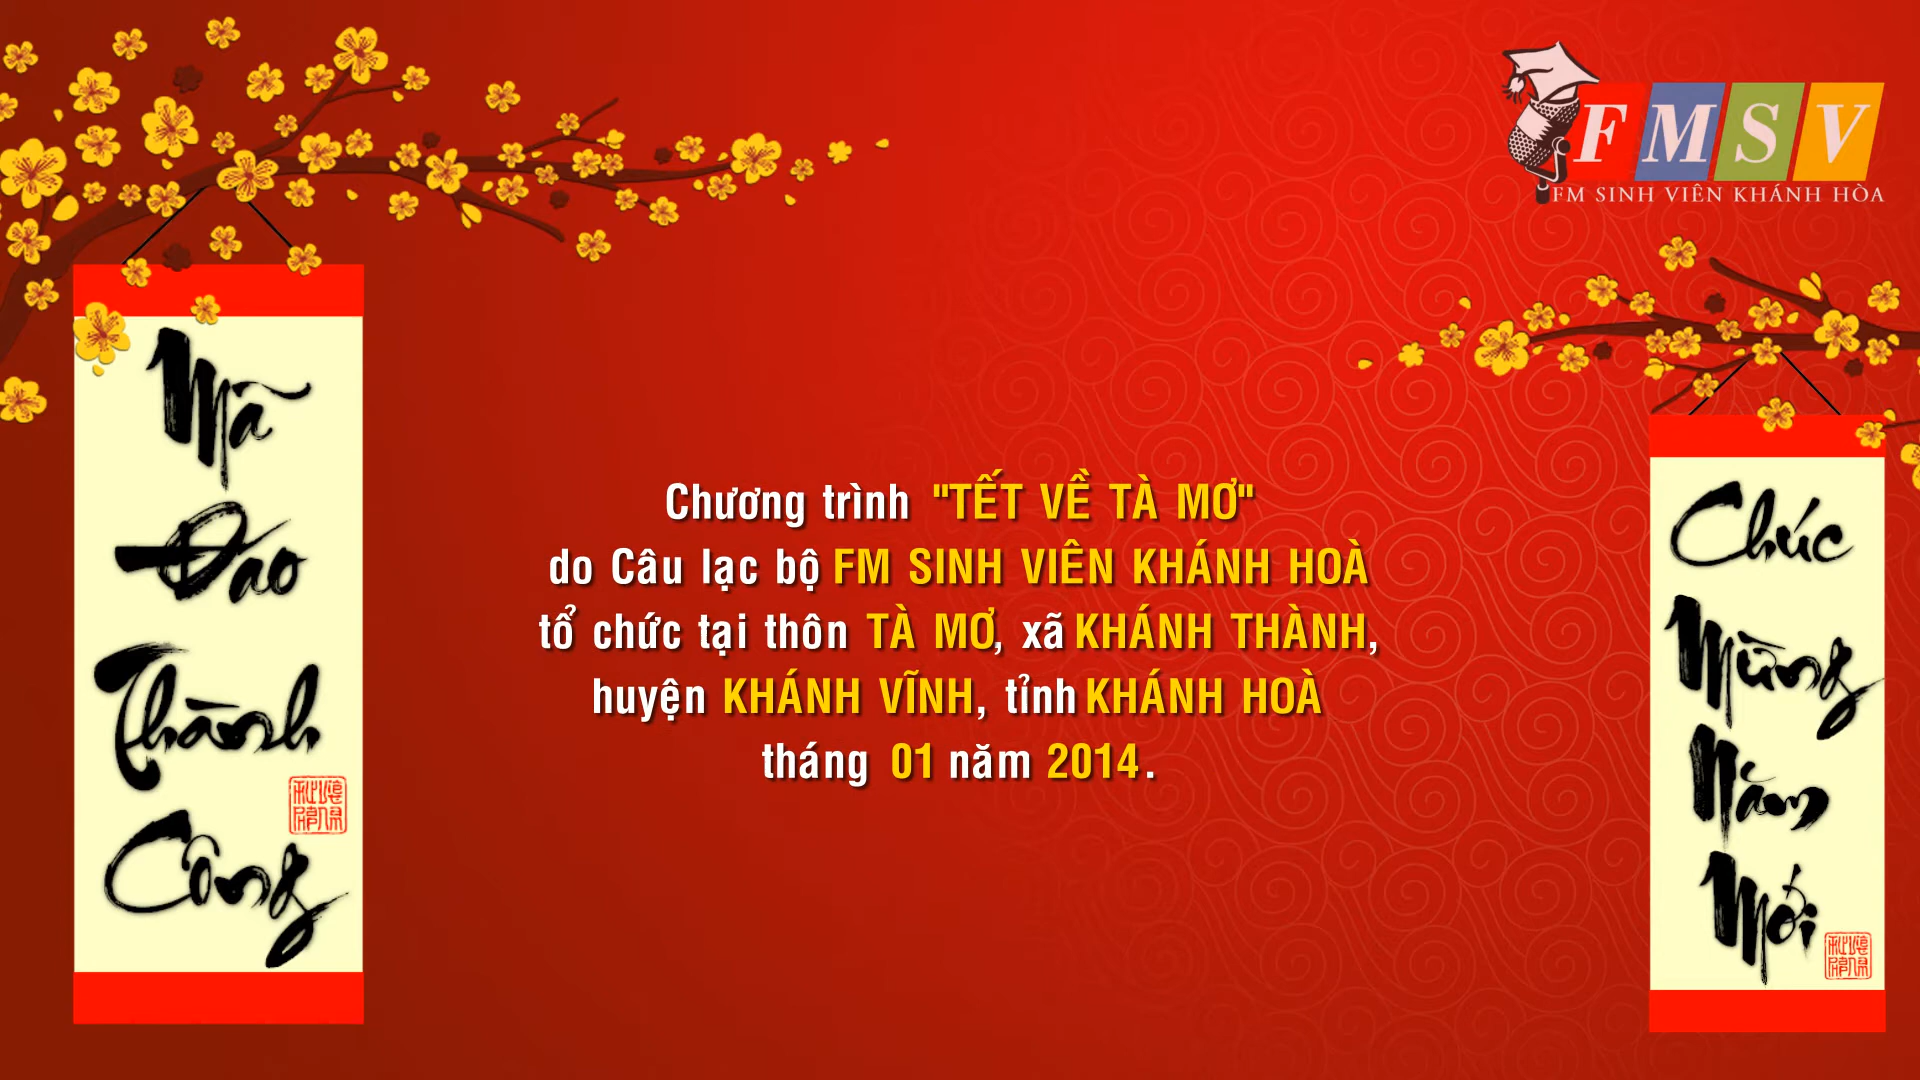 FMSV
FM SINH VIÊN KHÁNH HÒA
Mã
Đáo
Thành
Công
Chương trình "TẾT VỀ TÀ MƠ"
do Câu lạc bộ FM SINH VIÊN KHÁNH HOÀ
tổ chức tại thôn TÀ MƠ, xã KHÁNH THÀNH,
huyện KHÁNH VĨNH, tỉnh KHÁNH HOÀ
tháng 01 năm 2014.
Chúc
Mừng
Năm
Mới